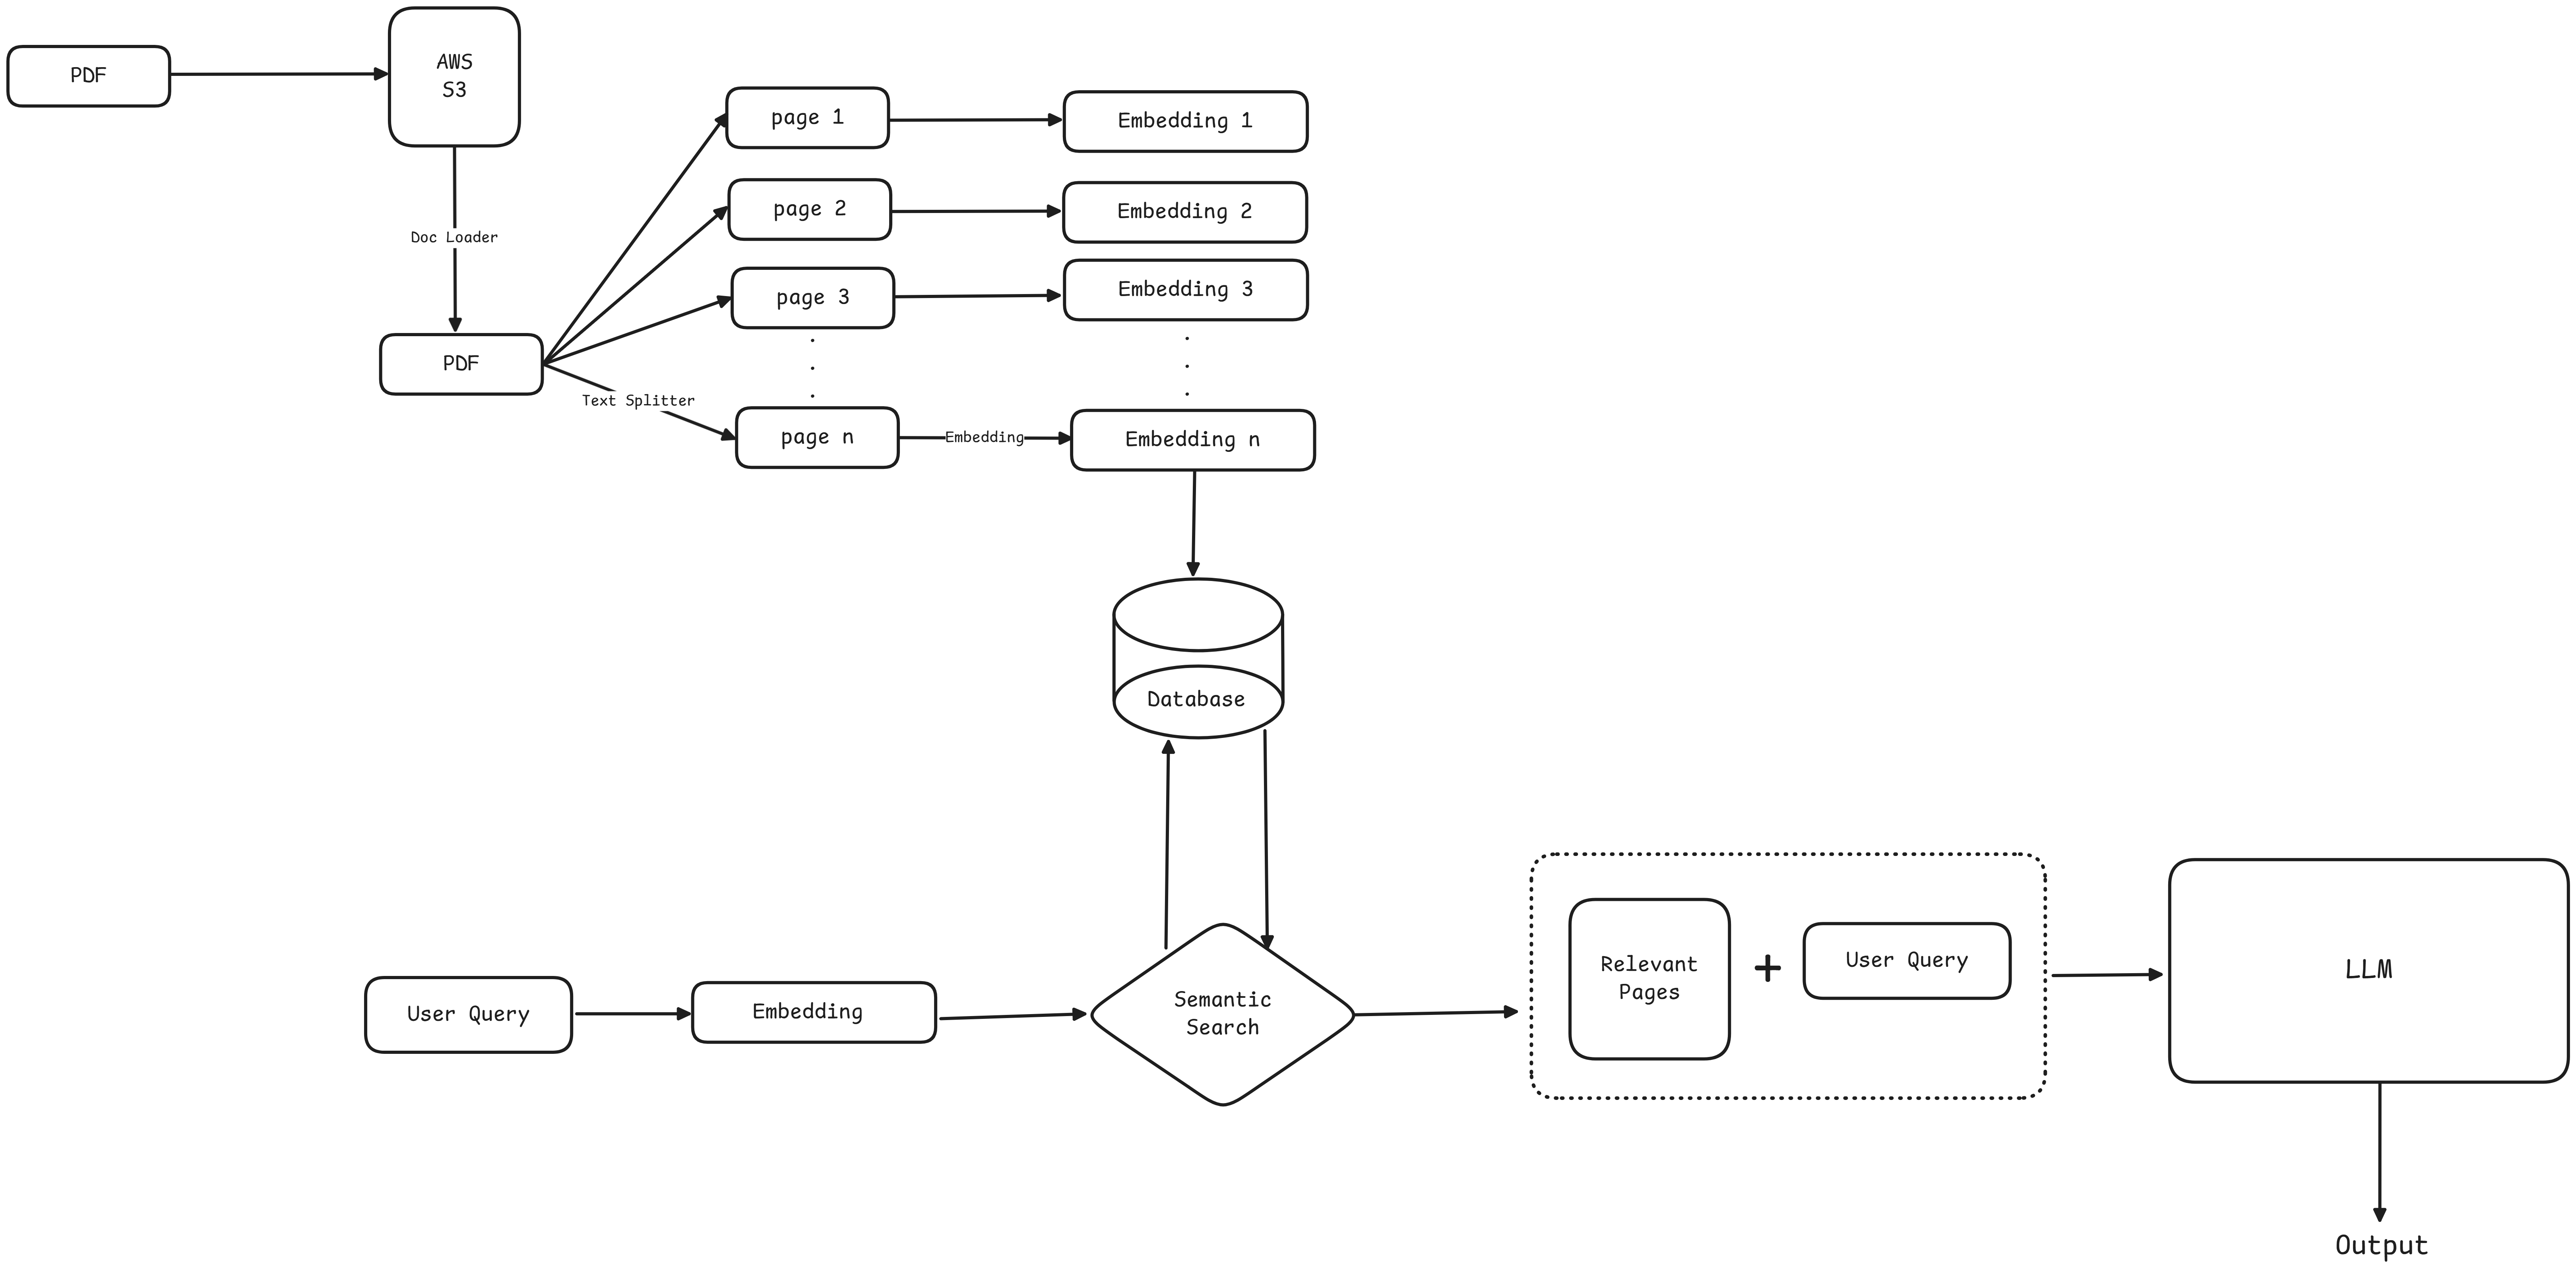 PDF
AWS
S3
page 1
Embedding 1
page 2
Embedding 2
Doc Loader
page 3
Embedding 3
PDF
Text Splitter
page n
Embedding
Embedding n
Database
User Query
Embedding
Semantic
Search
Relevant
Pages
+
User Query
LLM
Output